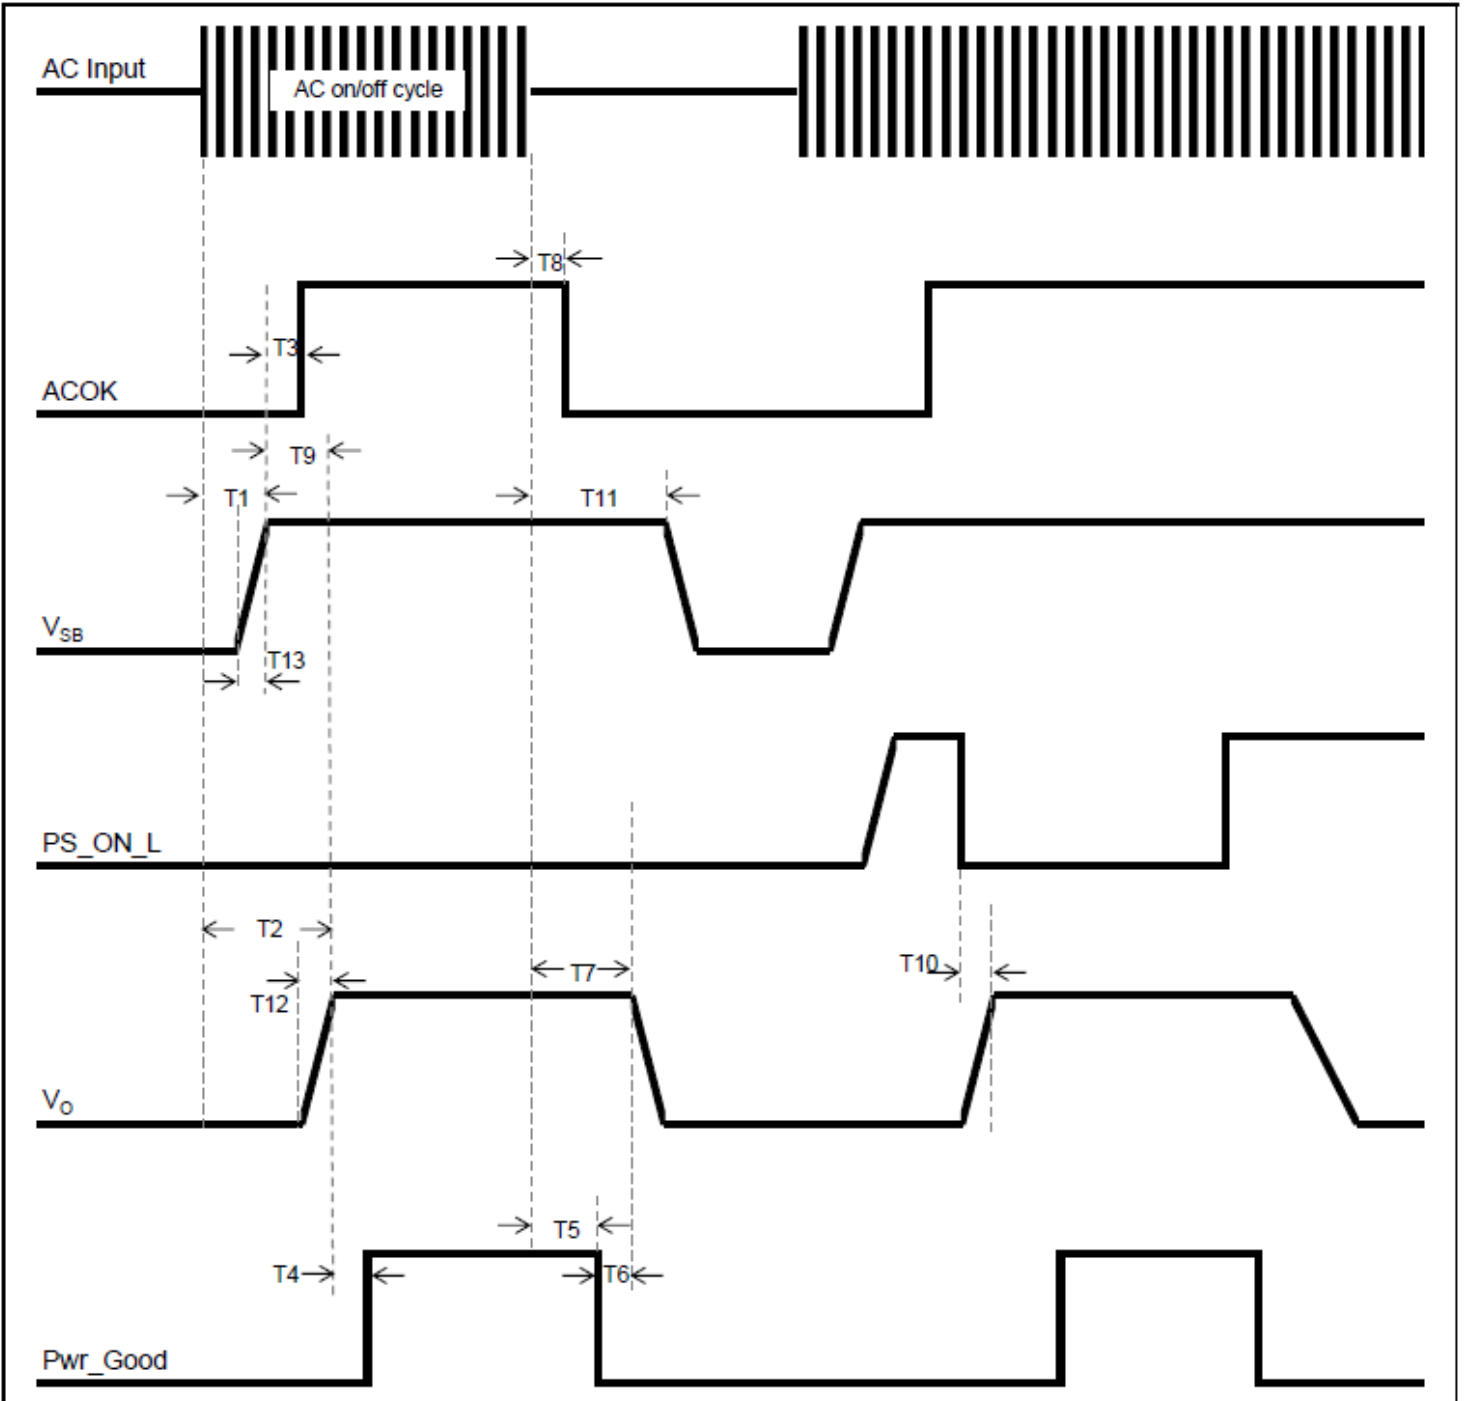 AC Input
AC on/off cycle
T8
T3
ACOK
T9
T1
T11
VSB
T13
PS_ON_L
T2
T10
T7
T12
VO
T5
T4
T6
Pwr_Good